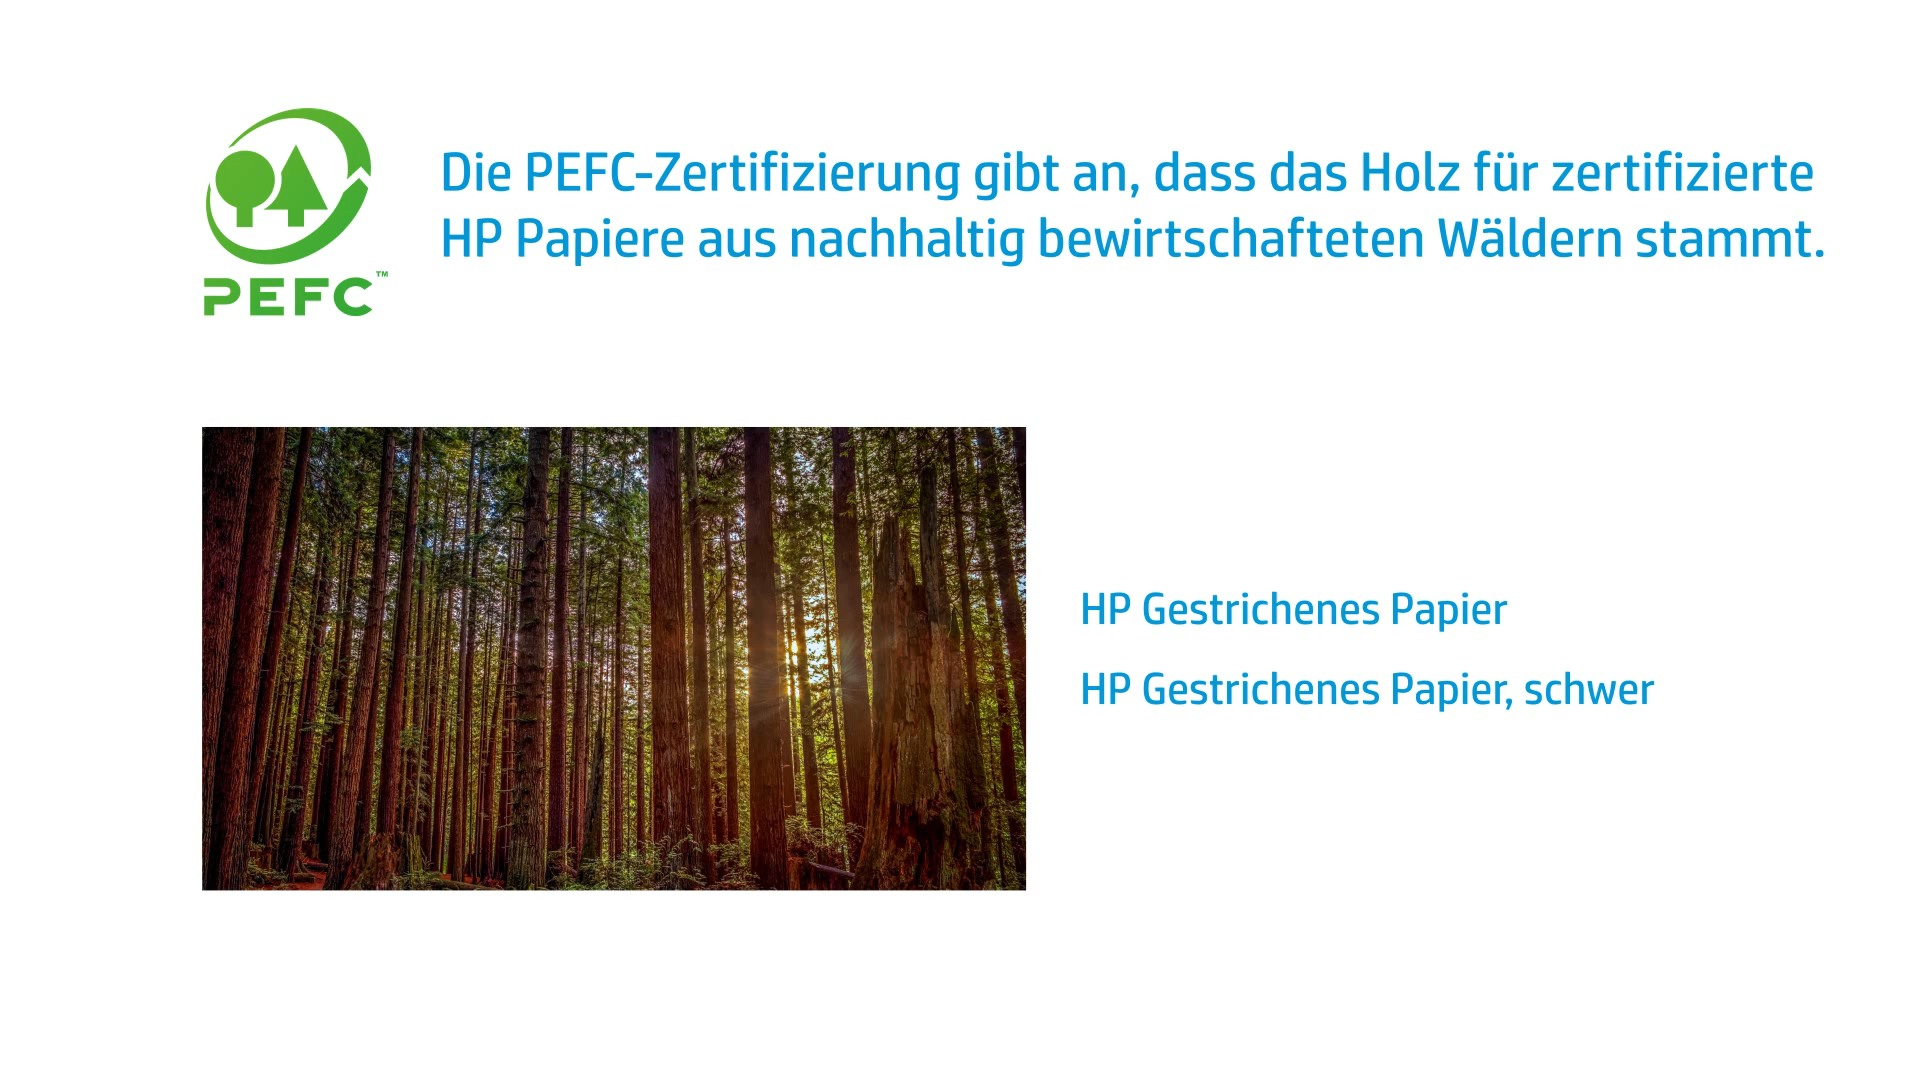 PEFC™
Die PEFC-Zertifizierung gibt an, dass das Holz für zertifizierte
HP Papiere aus nachhaltig bewirtschafteten Wäldern stammt.
HP Gestrichenes Papier
HP Gestrichenes Papier, schwer